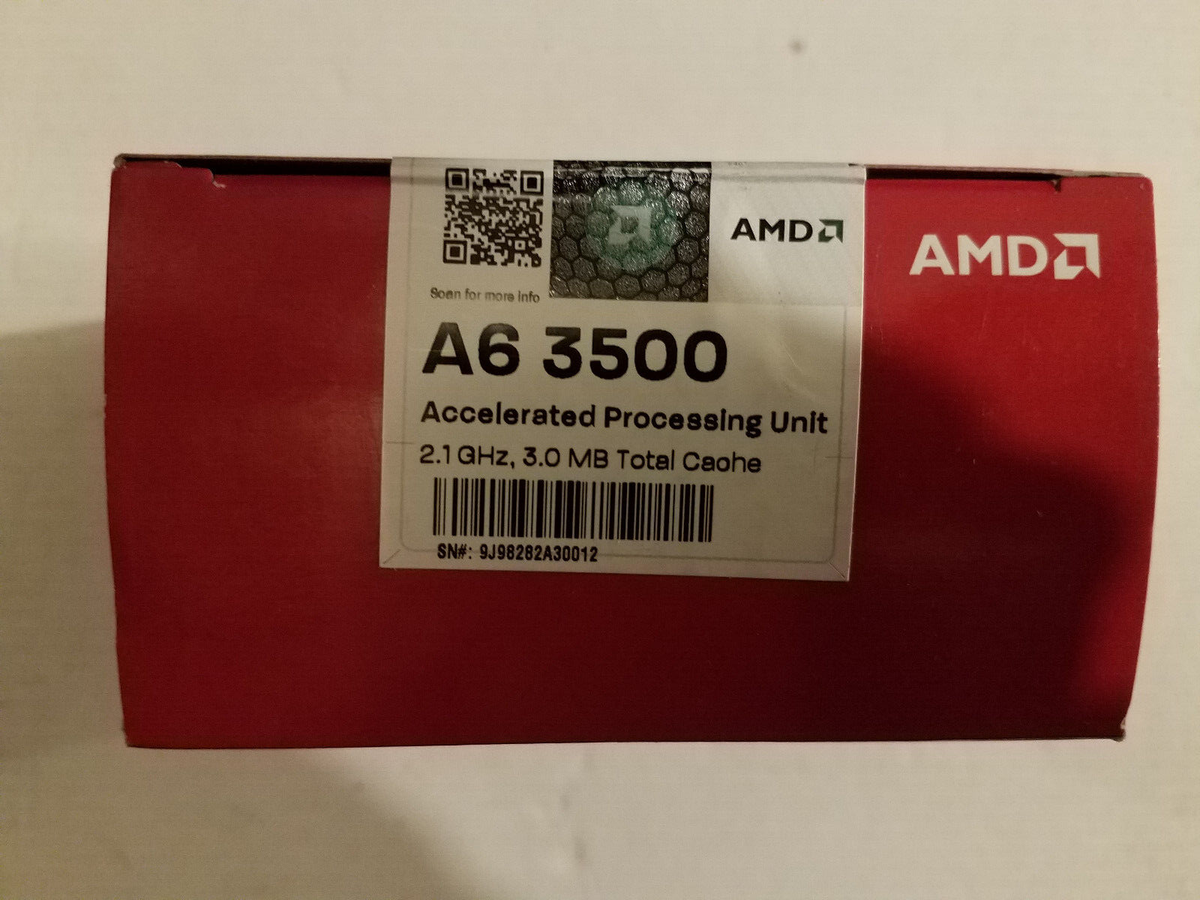 AMD
AMD
Scan for more info
A6 3500
Accelerated Processing Unit
2.1 GHz, 3.0 MB Total Cache
SN#: 9J98282A30012